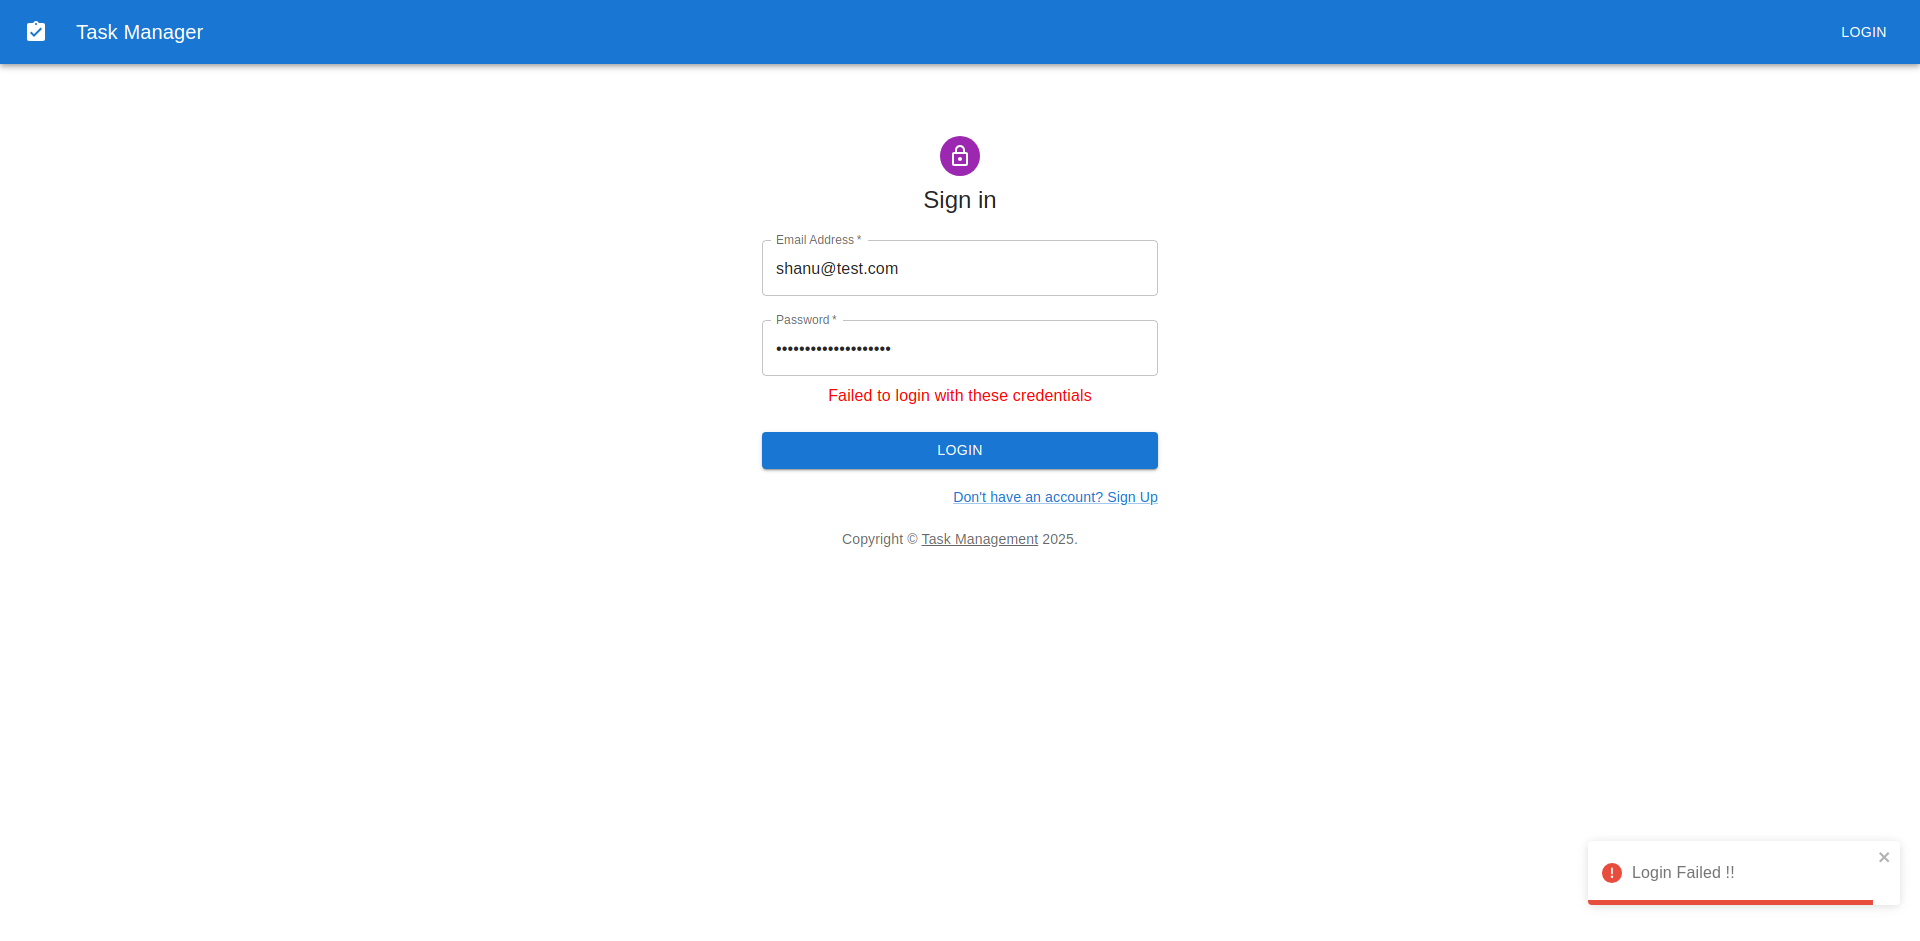 Task Manager
LOGIN
Sign in
Email Address *
shanu@test.com
Password *
••••••••••••••••••••
Failed to login with these credentials
LOGIN
Don't have an account? Sign Up
Copyright © Task Management 2025.
Login Failed !!